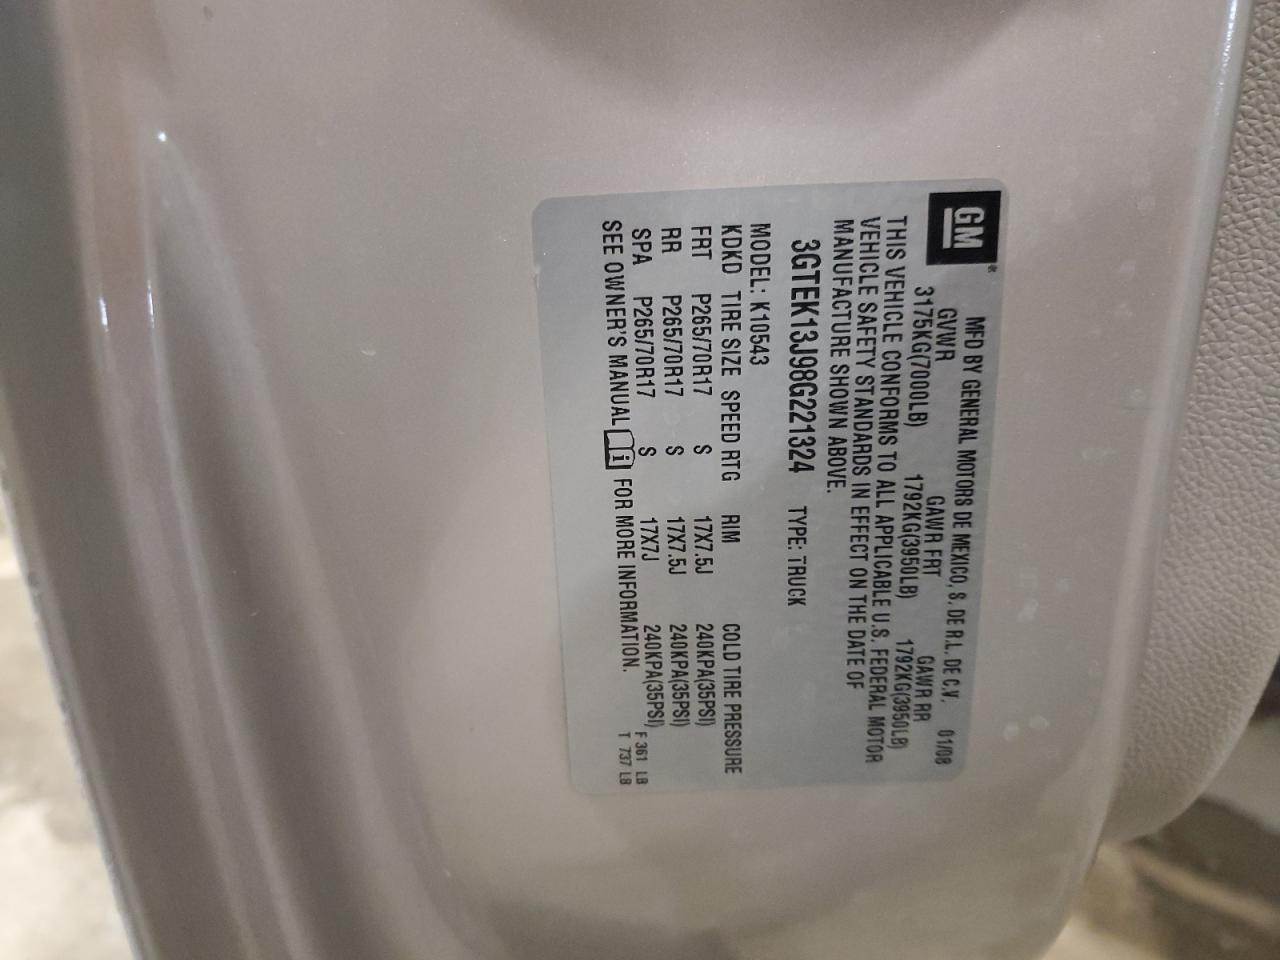 GM®
MFD BY GENERAL MOTORS DE MEXICO, S. DE R.L. DE C.V. 01/08
GVWR GAWR FRT GAWR RR
3175KG(7000LB) 1792KG(3950LB) 1792KG(3950LB)
THIS VEHICLE CONFORMS TO ALL APPLICABLE U.S. FEDERAL MOTOR
VEHICLE SAFETY STANDARDS IN EFFECT ON THE DATE OF
MANUFACTURE SHOWN ABOVE.
3GTEK13J98G221324 TYPE: TRUCK
MODEL: K10543
KDKD TIRE SIZE SPEED RTG RIM COLD TIRE PRESSURE
FRT P265/70R17 S 17X7.5J 240KPA(35PSI)
RR P265/70R17 S 17X7.5J 240KPA(35PSI)
SPA P265/70R17 S 17X7J 240KPA(35PSI)
SEE OWNER'S MANUAL i FOR MORE INFORMATION.
F 361 LB
T 737 LB